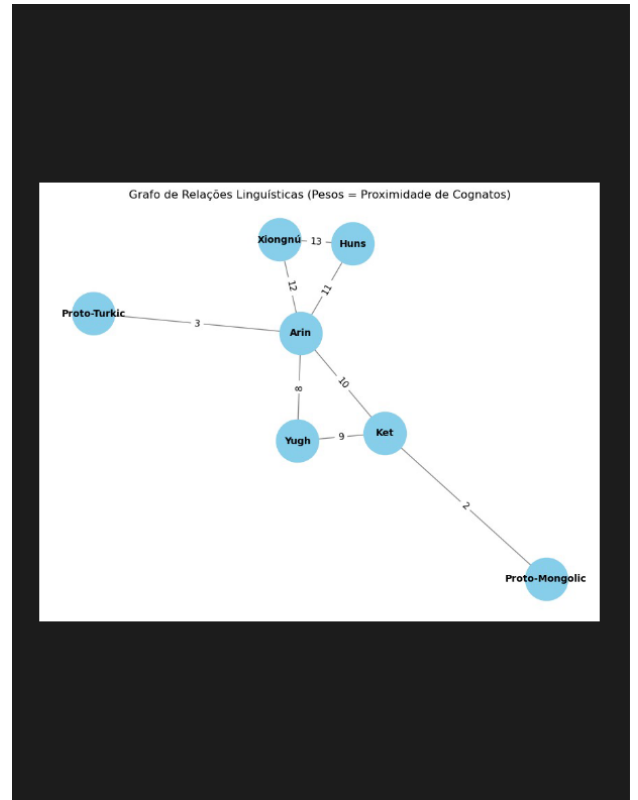 Grafo de Relações Linguísticas (Pesos = Proximidade de Cognatos)
Xiongnú
13
Huns
12
11
Proto-Turkic
3
Arin
8
10
Yugh
9
Ket
2
Proto-Mongolic